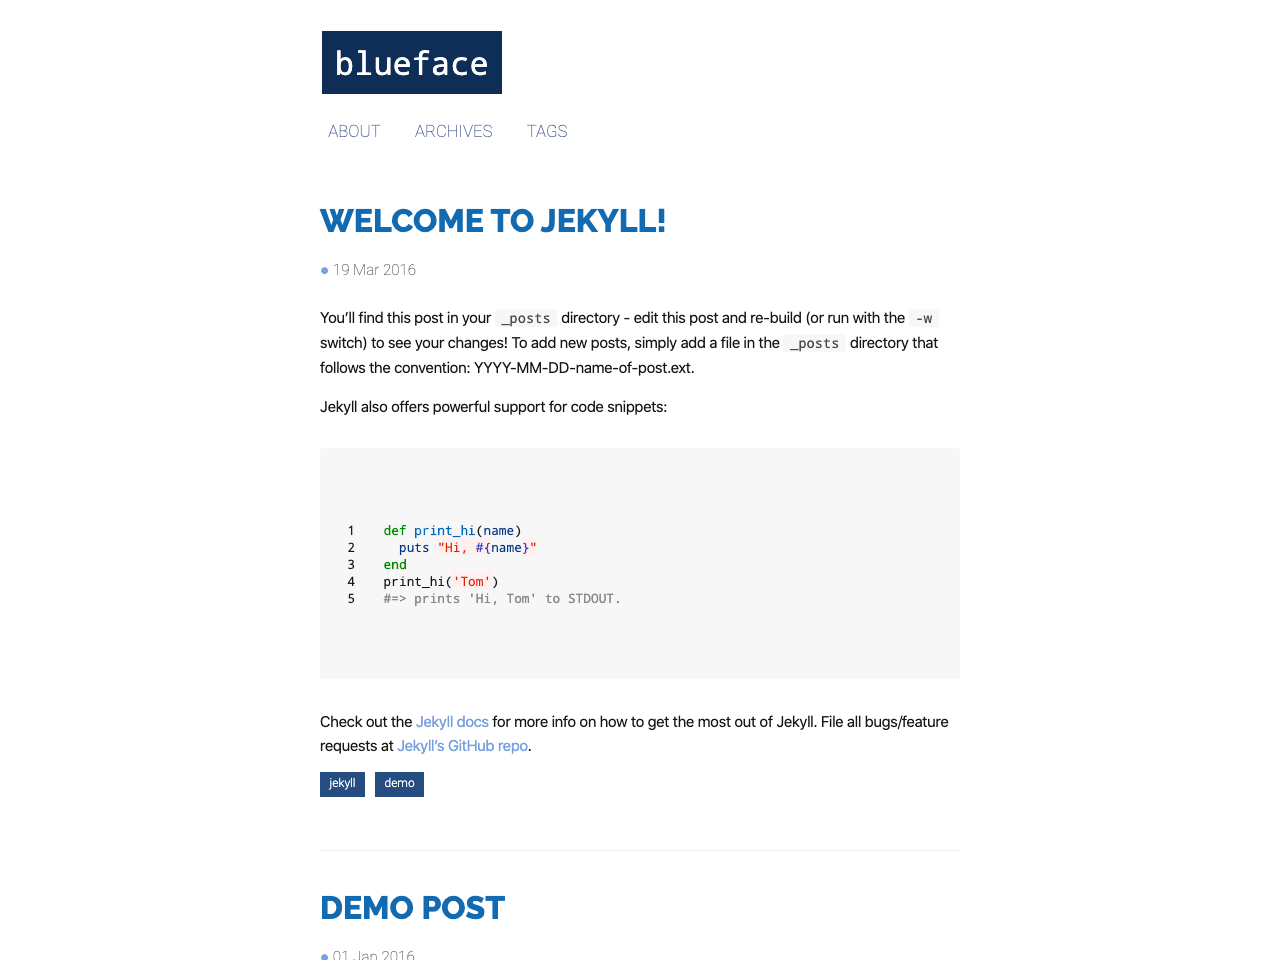 blueface
ABOUT ARCHIVES TAGS
WELCOME TO JEKYLL!
● 19 Mar 2016
You’ll find this post in your _posts directory - edit this post and re-build (or run with the -w
switch) to see your changes! To add new posts, simply add a file in the _posts directory that
follows the convention: YYYY-MM-DD-name-of-post.ext.
Jekyll also offers powerful support for code snippets:
1 def print_hi(name)
2   puts "Hi, #{name}"
3 end
4 print_hi('Tom')
5 #=> prints 'Hi, Tom' to STDOUT.
Check out the Jekyll docs for more info on how to get the most out of Jekyll. File all bugs/feature
requests at Jekyll’s GitHub repo.
jekyll demo
DEMO POST
● 01 Jan 2016